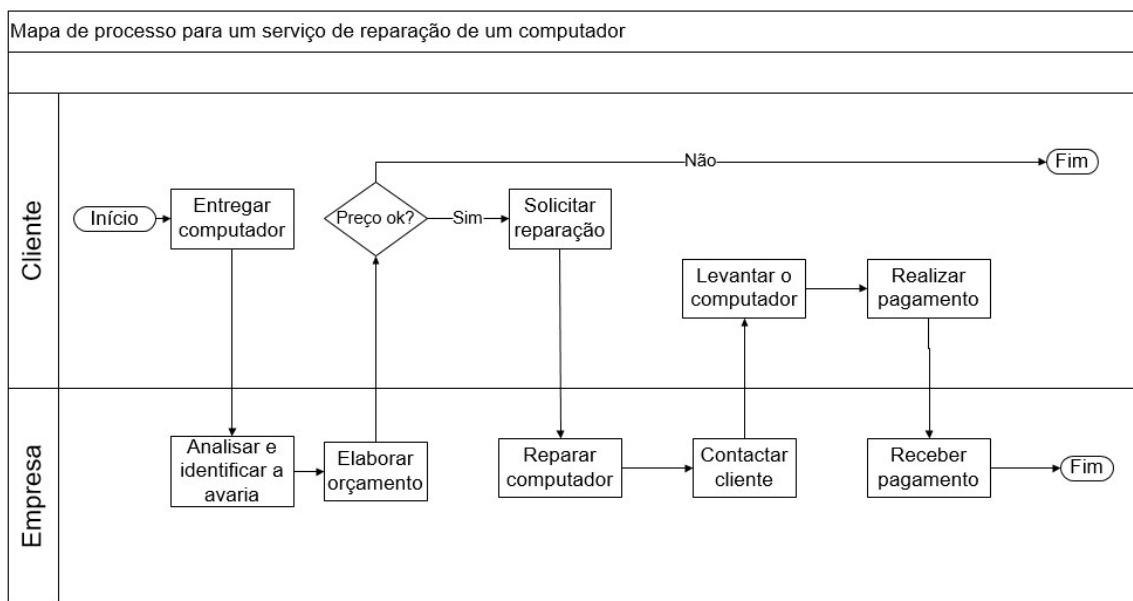 Mapa de processo para um serviço de reparação de um computador
Cliente
Início
Entregar
computador
Preço ok?
Sim
Não
Fim
Solicitar
reparação
Levantar o
computador
Realizar
pagamento
Empresa
Analisar e
identificar a
avaria
Elaborar
orçamento
Reparar
computador
Contactar
cliente
Receber
pagamento
Fim